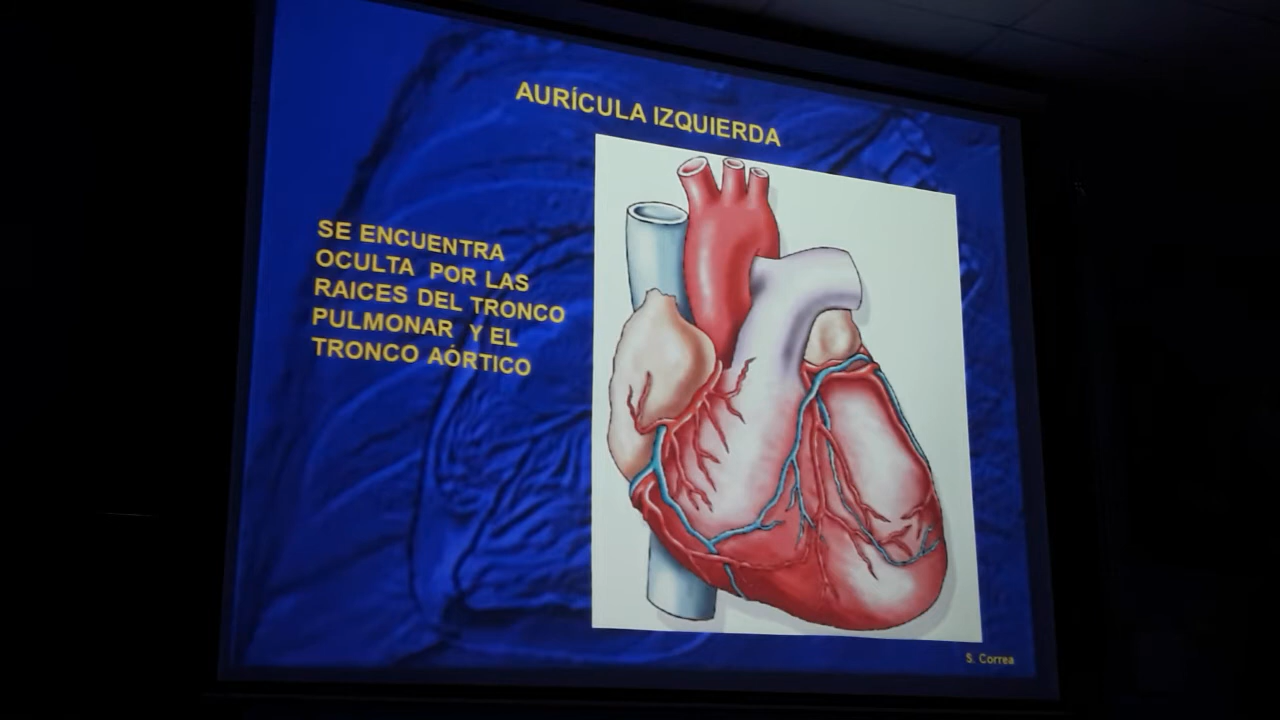 AURÍCULA IZQUIERDA
SE ENCUENTRA
OCULTA POR LAS
RAICES DEL TRONCO
PULMONAR Y EL
TRONCO AÓRTICO
S. Correa